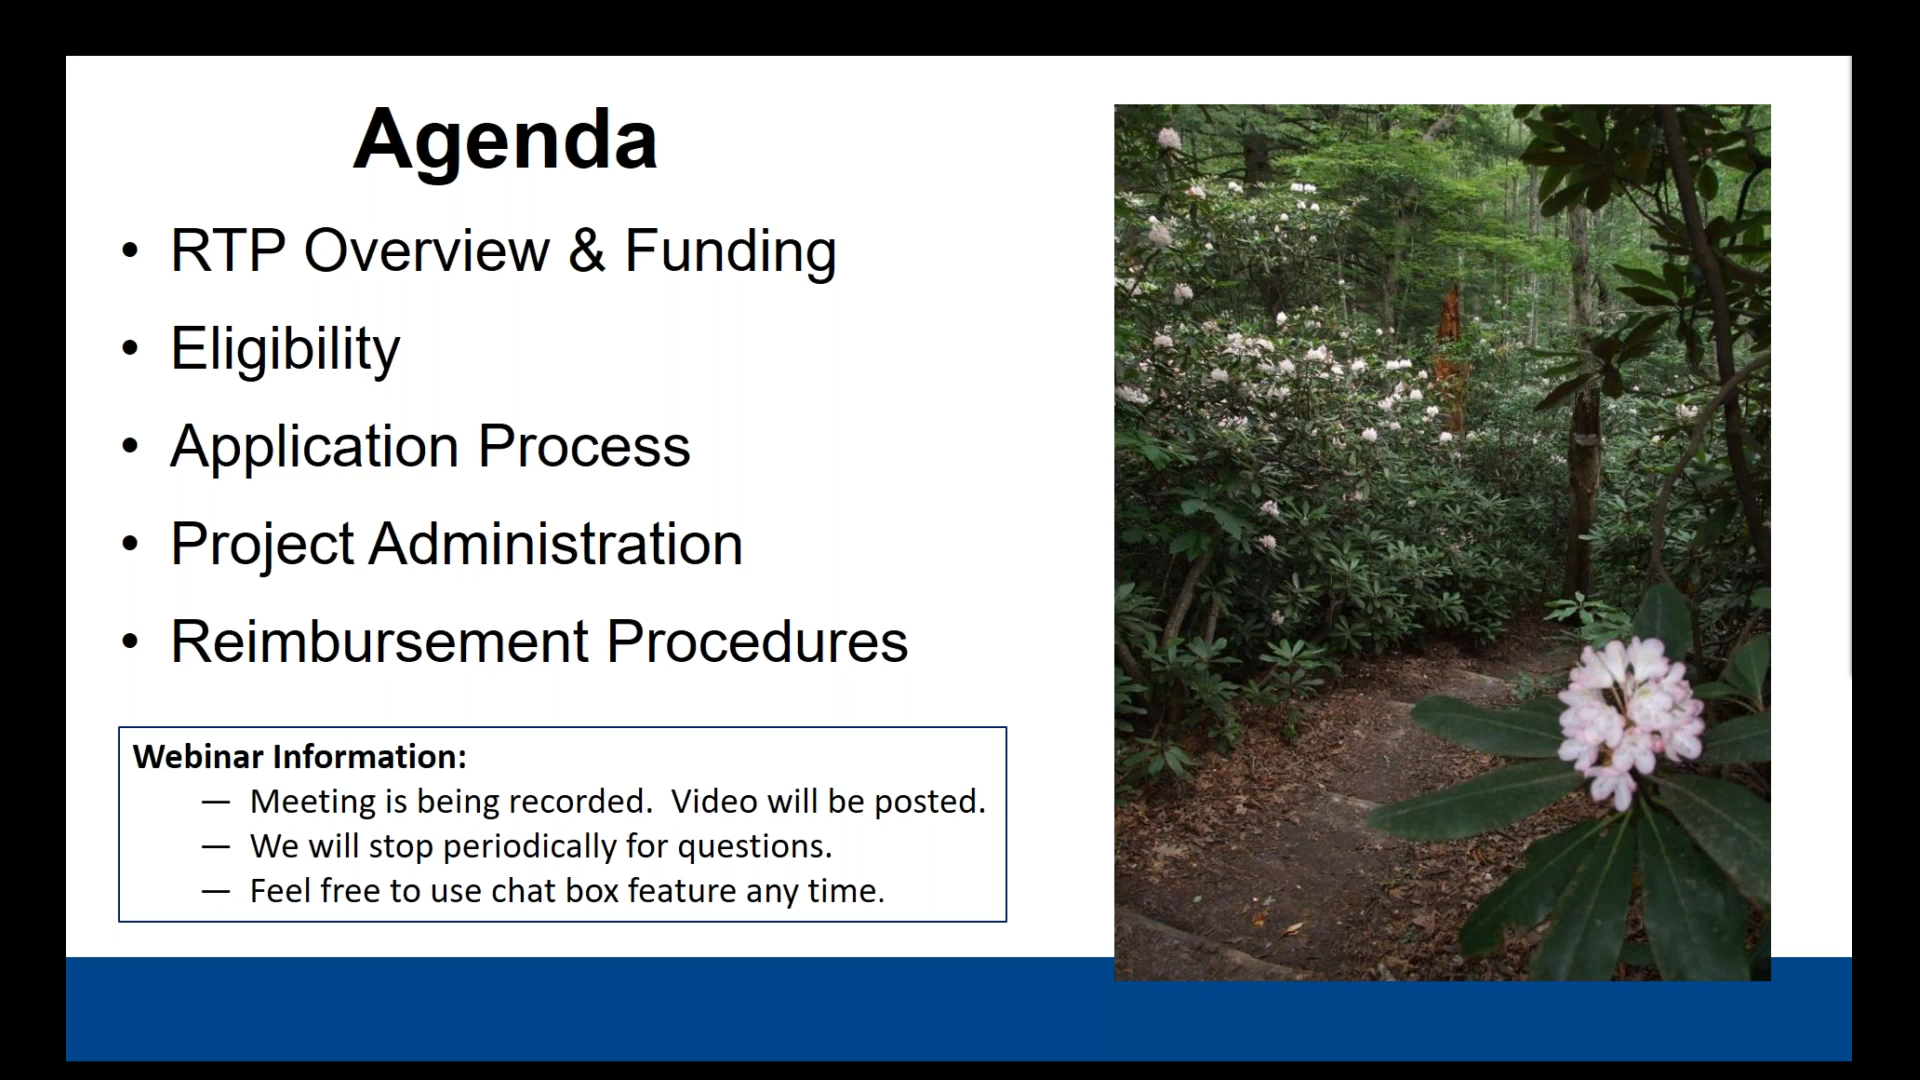 Agenda
• RTP Overview & Funding
• Eligibility
• Application Process
• Project Administration
• Reimbursement Procedures
Webinar Information:
— Meeting is being recorded.  Video will be posted.
— We will stop periodically for questions.
— Feel free to use chat box feature any time.